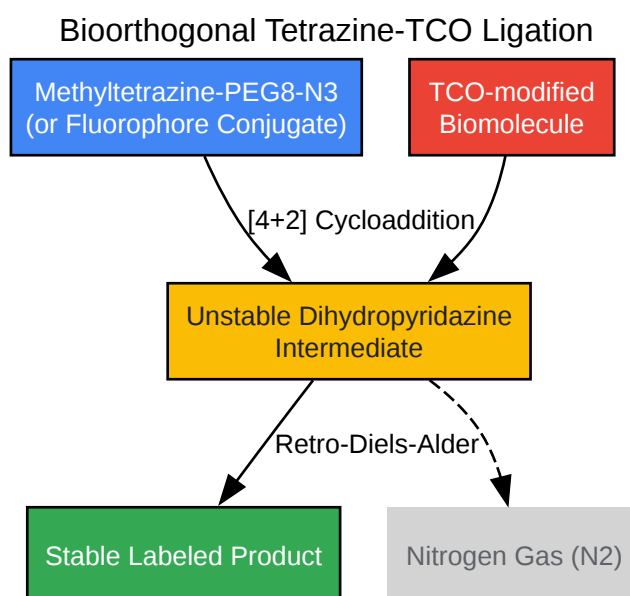 Bioorthogonal Tetrazine-TCO Ligation
Methyltetrazine-PEG8-N3
(or Fluorophore Conjugate)
TCO-modified
Biomolecule
[4+2] Cycloaddition
Unstable Dihydropyridazine
Intermediate
Retro-Diels-Alder
Stable Labeled Product
Nitrogen Gas (N2)